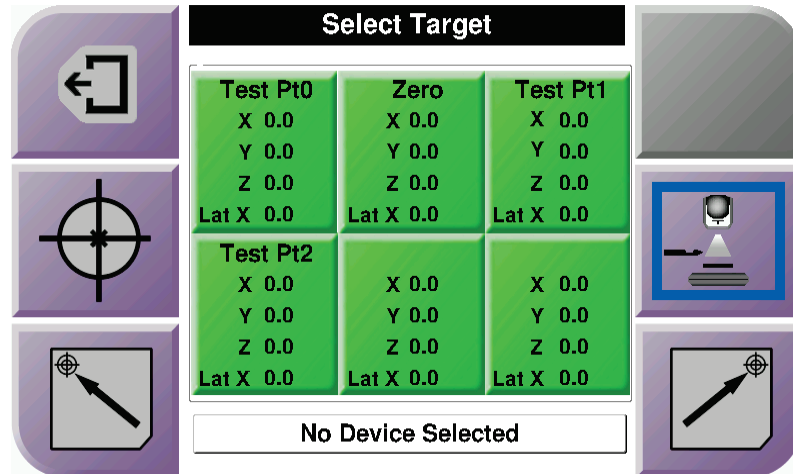 Select Target
Test Pt0 Zero Test Pt1
X 0.0 X 0.0 X 0.0
Y 0.0 Y 0.0 Y 0.0
Z 0.0 Z 0.0 Z 0.0
Lat X 0.0 Lat X 0.0 Lat X 0.0
Test Pt2
X 0.0 X 0.0 X 0.0
Y 0.0 Y 0.0 Y 0.0
Z 0.0 Z 0.0 Z 0.0
Lat X 0.0 Lat X 0.0 Lat X 0.0
No Device Selected